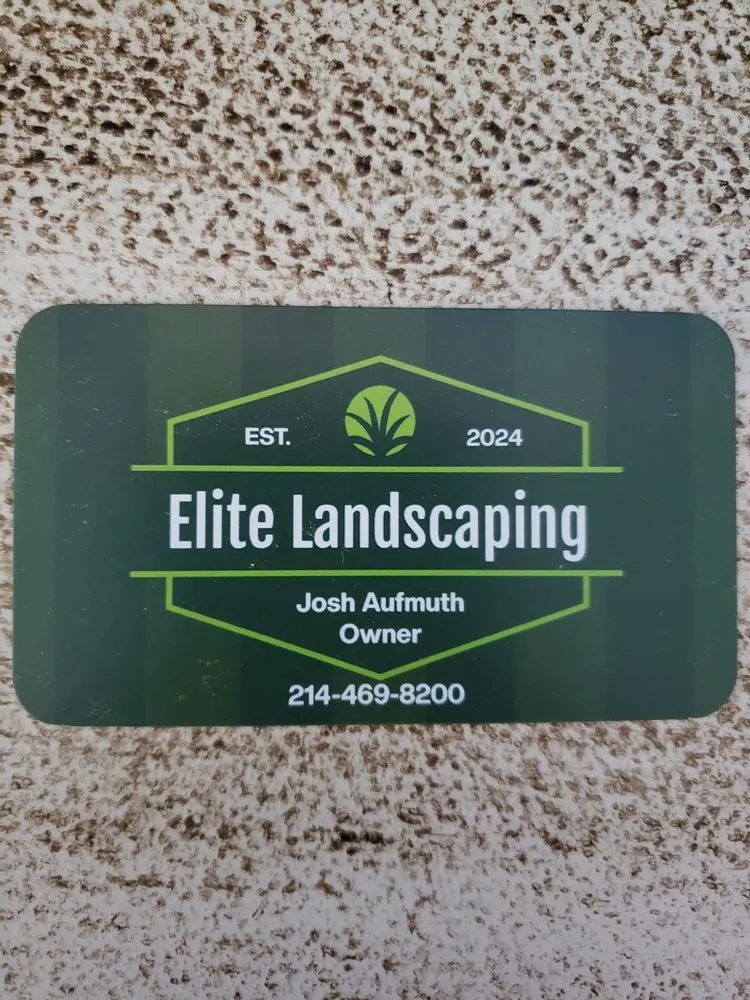 EST. 2024
Elite Landscaping
Josh Aufmuth
Owner
214-469-8200